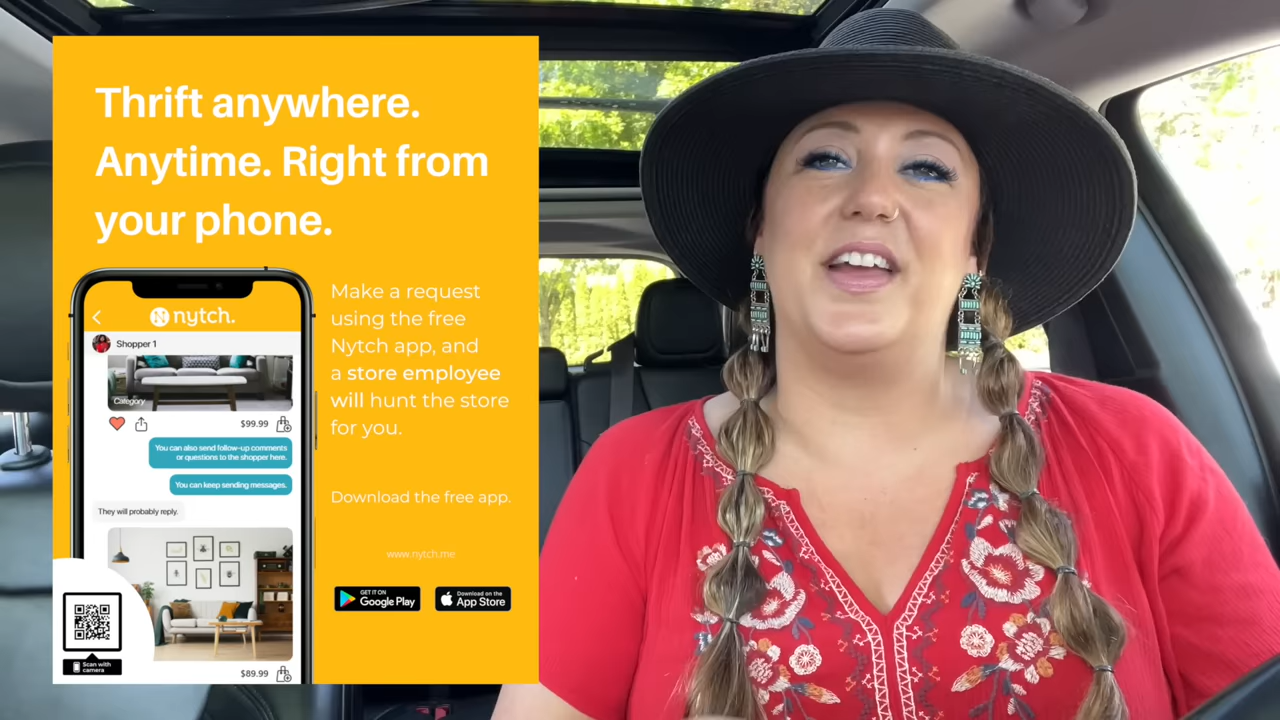 Thrift anywhere.
Anytime. Right from
your phone.
Make a request
using the free
Nytch app, and
a store employee
will hunt the store
for you.
Download the free app.
www.nytch.me
GET IT ON
Google Play
Download on the
App Store
N nytch.
Shopper 1
Category
$99.99
You can also send follow-up comments
or questions to the shopper here.
You can keep sending messages.
They will probably reply.
$89.99
Scan with
camera